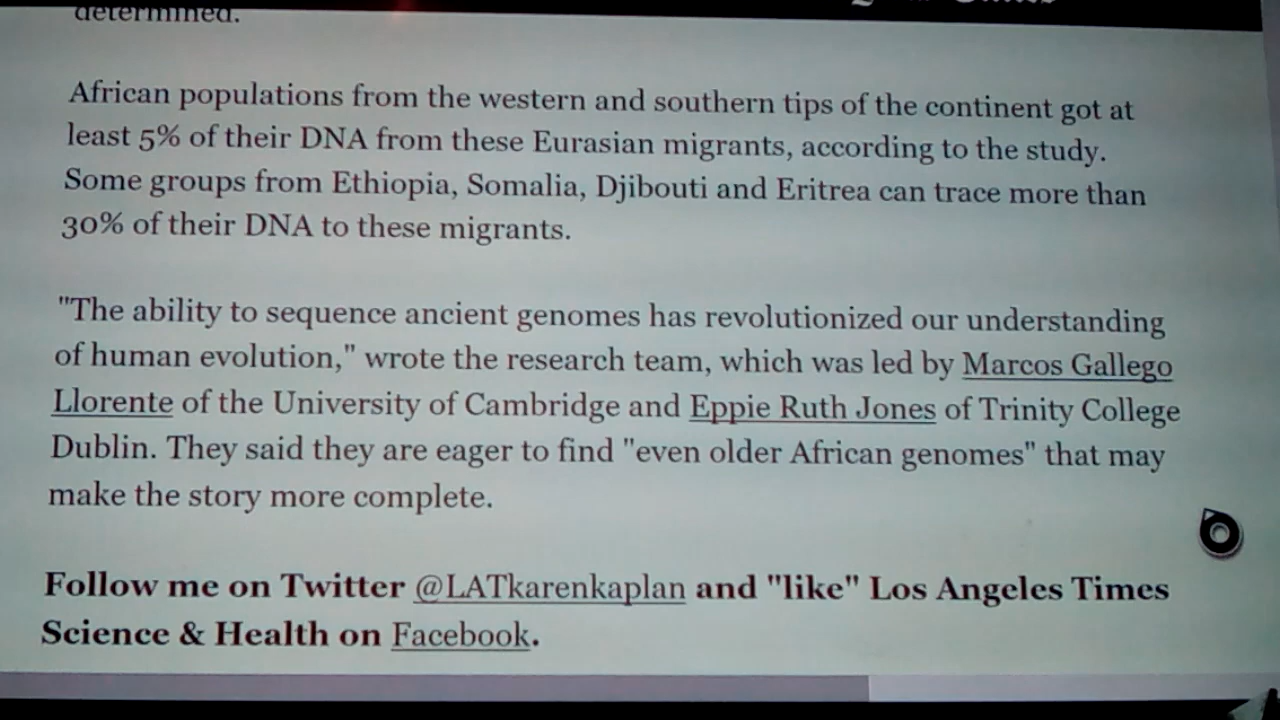 determined.
African populations from the western and southern tips of the continent got at
least 5% of their DNA from these Eurasian migrants, according to the study.
Some groups from Ethiopia, Somalia, Djibouti and Eritrea can trace more than
30% of their DNA to these migrants.
"The ability to sequence ancient genomes has revolutionized our understanding
of human evolution," wrote the research team, which was led by Marcos Gallego
Llorente of the University of Cambridge and Eppie Ruth Jones of Trinity College
Dublin. They said they are eager to find "even older African genomes" that may
make the story more complete.
Follow me on Twitter @LATkarenkaplan and "like" Los Angeles Times
Science & Health on Facebook.